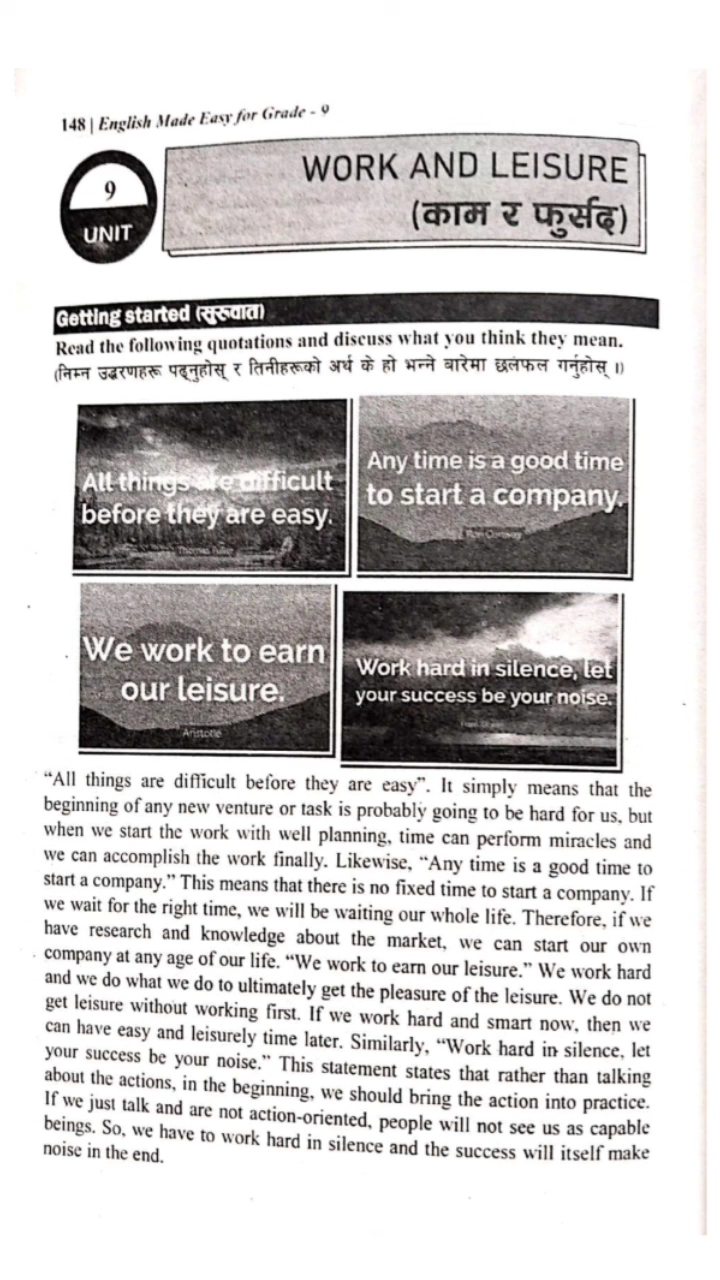 148 | English Made Easy for Grade - 9
9
UNIT
WORK AND LEISURE
(काम र फुर्सद)
Getting started (सुरुवात)
Read the following quotations and discuss what you think they mean.
(निम्न उद्धरणहरू पढ्नुहोस् र तिनीहरूको अर्थ के हो भन्ने बारेमा छलफल गर्नुहोस् ।)
All things are difficult
before they are easy.
Any time is a good time
to start a company.
We work to earn
our leisure.
Aristotle
Work hard in silence, let
your success be your noise.
“All things are difficult before they are easy”. It simply means that the
beginning of any new venture or task is probably going to be hard for us, but
when we start the work with well planning, time can perform miracles and
we can accomplish the work finally. Likewise, “Any time is a good time to
start a company.” This means that there is no fixed time to start a company. If
we wait for the right time, we will be waiting our whole life. Therefore, if we
have research and knowledge about the market, we can start our own
company at any age of our life. “We work to earn our leisure.” We work hard
and we do what we do to ultimately get the pleasure of the leisure. We do not
get leisure without working first. If we work hard and smart now, then we
can have easy and leisurely time later. Similarly, “Work hard in silence, let
your success be your noise.” This statement states that rather than talking
about the actions, in the beginning, we should bring the action into practice.
If we just talk and are not action-oriented, people will not see us as capable
beings. So, we have to work hard in silence and the success will itself make
noise in the end.